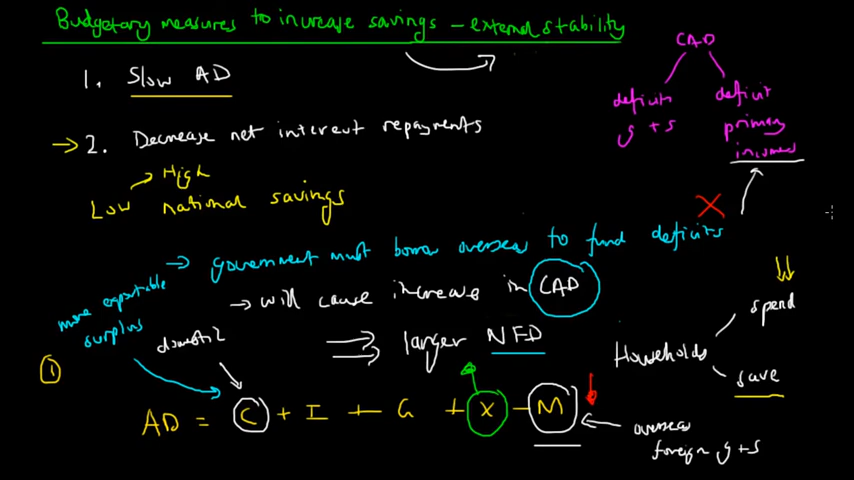 Budgetary measures to increase savings - external stability
1. Slow AD
CAD
deficits
g + s
deficit
primary
incomes
→ 2. Decrease net interest repayments
High
Low national savings
→ government must borrow overseas to fund deficits
→ will cause increase in CAD
more exportable
surplus
domestic
larger NFD
Households
spend
save
1
AD = C + I + G + X - M
overseas
foreign g + s